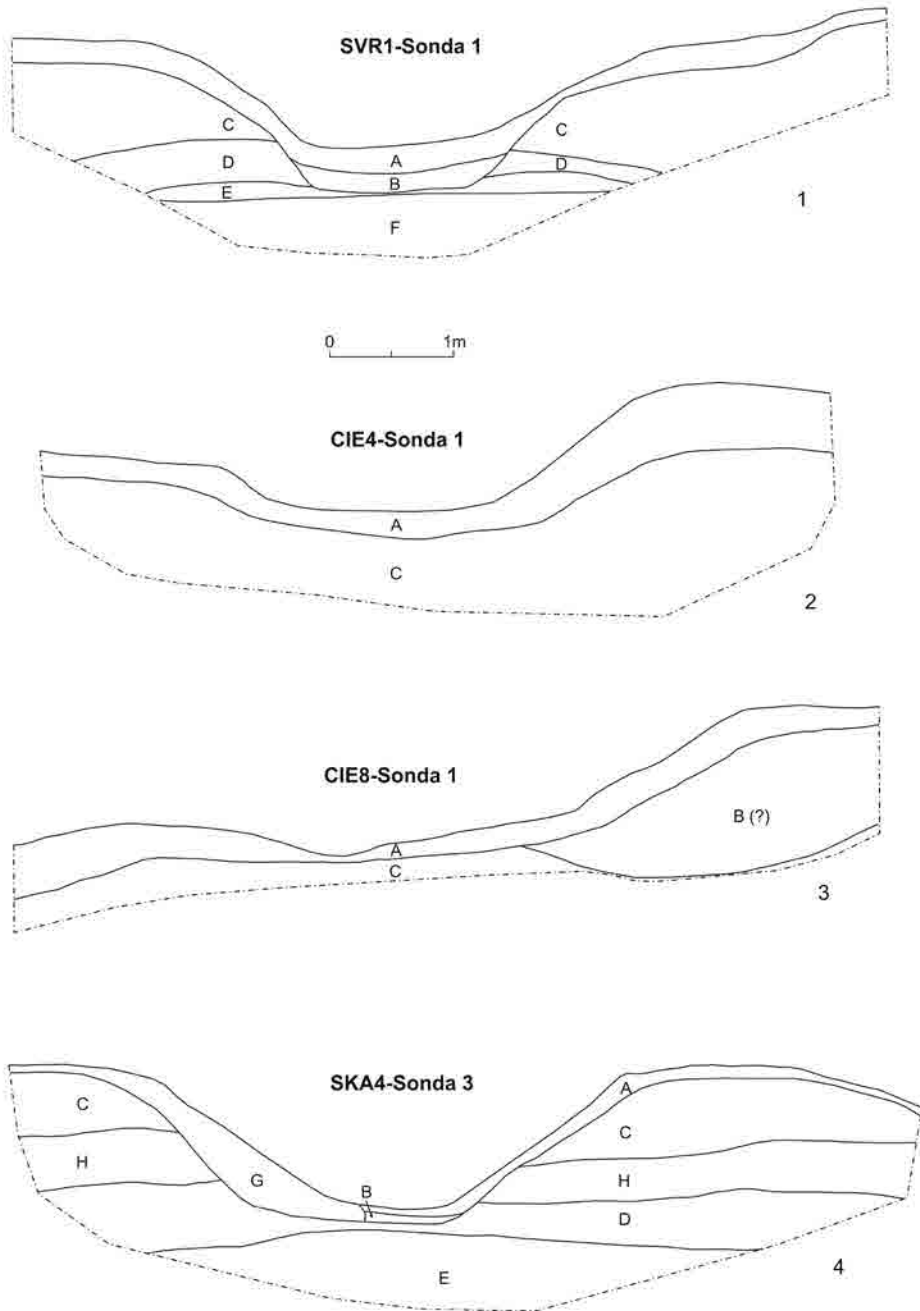 SVR1-Sonda 1
C
C
D
A
D
B
E
F
1
0 1m
CIE4-Sonda 1
A
C
2
CIE8-Sonda 1
B (?)
A
C
3
SKA4-Sonda 3
A
C
C
H
H
G
B
D
E
4